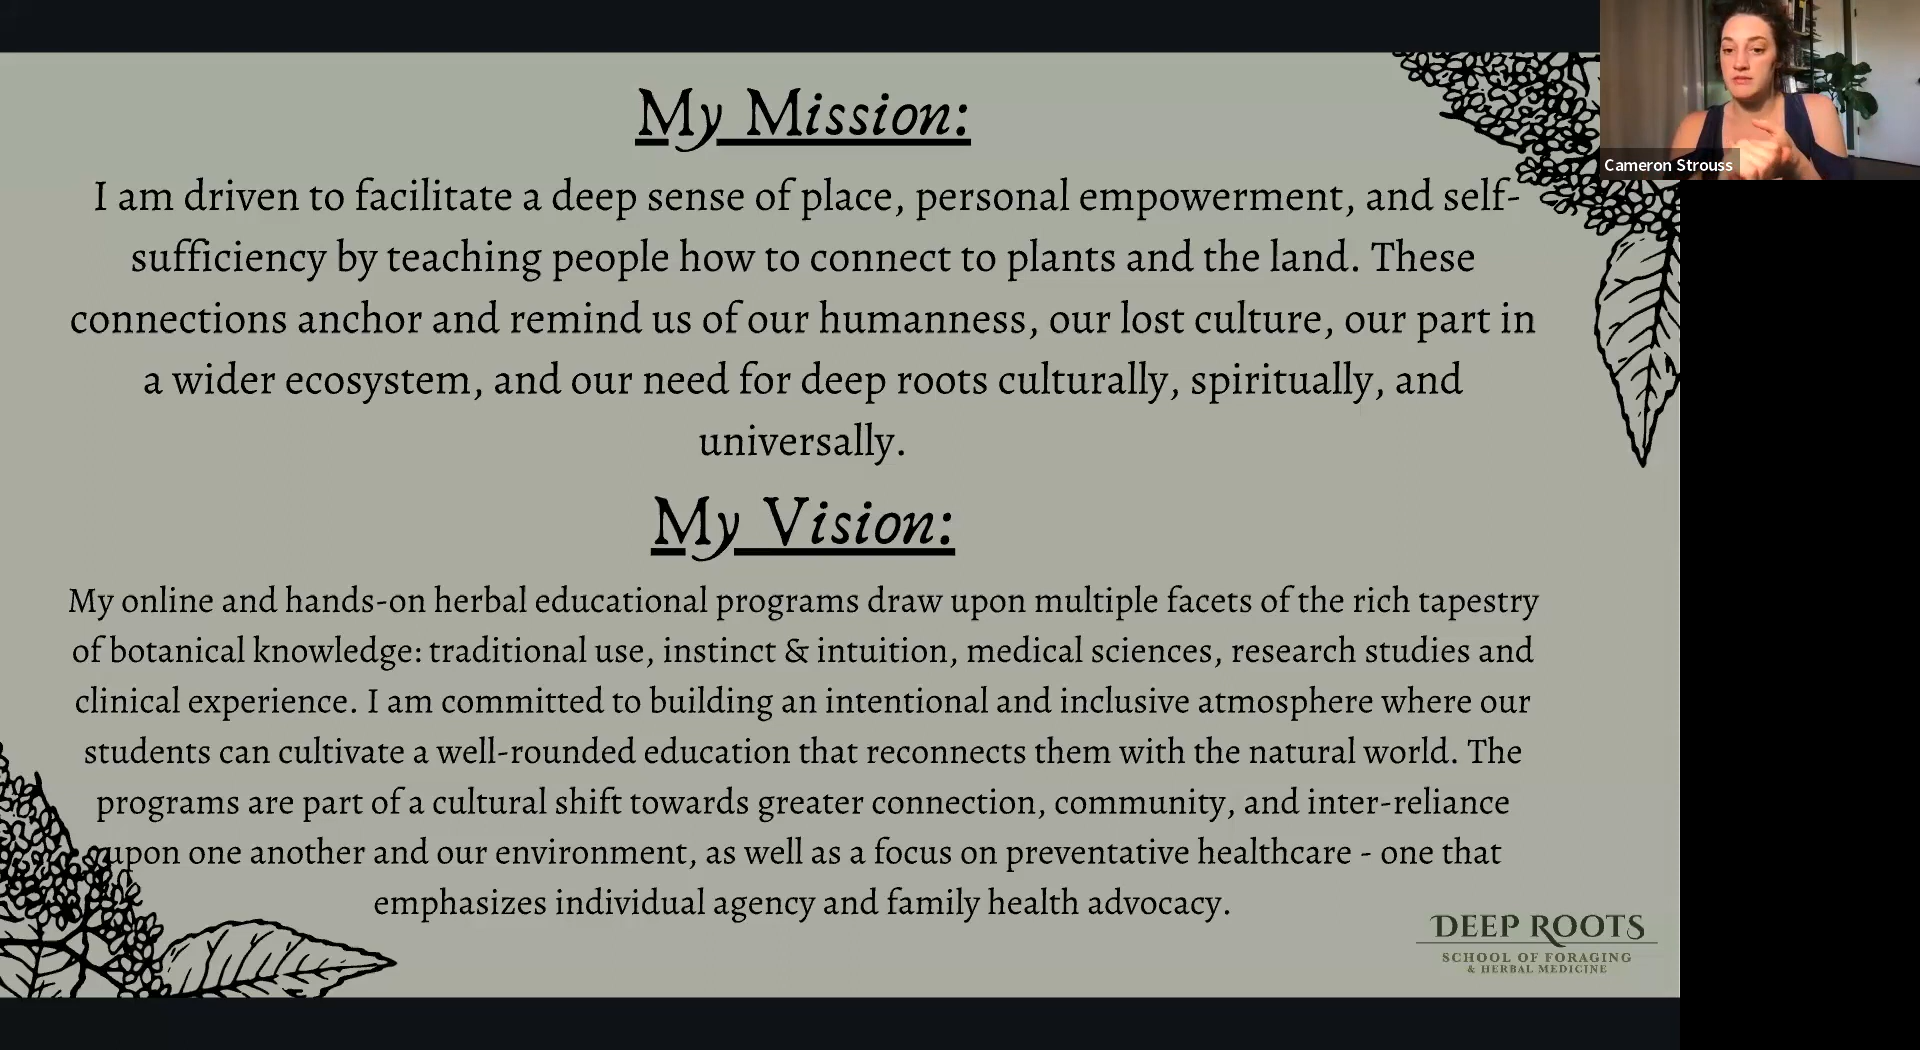 My Mission:
I am driven to facilitate a deep sense of place, personal empowerment, and self-
sufficiency by teaching people how to connect to plants and the land. These
connections anchor and remind us of our humanness, our lost culture, our part in
a wider ecosystem, and our need for deep roots culturally, spiritually, and
universally.
My Vision:
My online and hands-on herbal educational programs draw upon multiple facets of the rich tapestry
of botanical knowledge: traditional use, instinct & intuition, medical sciences, research studies and
clinical experience. I am committed to building an intentional and inclusive atmosphere where our
students can cultivate a well-rounded education that reconnects them with the natural world. The
programs are part of a cultural shift towards greater connection, community, and inter-reliance
upon one another and our environment, as well as a focus on preventative healthcare - one that
emphasizes individual agency and family health advocacy.
DEEP ROOTS
SCHOOL OF FORAGING
& HERBAL MEDICINE
Cameron Strouss